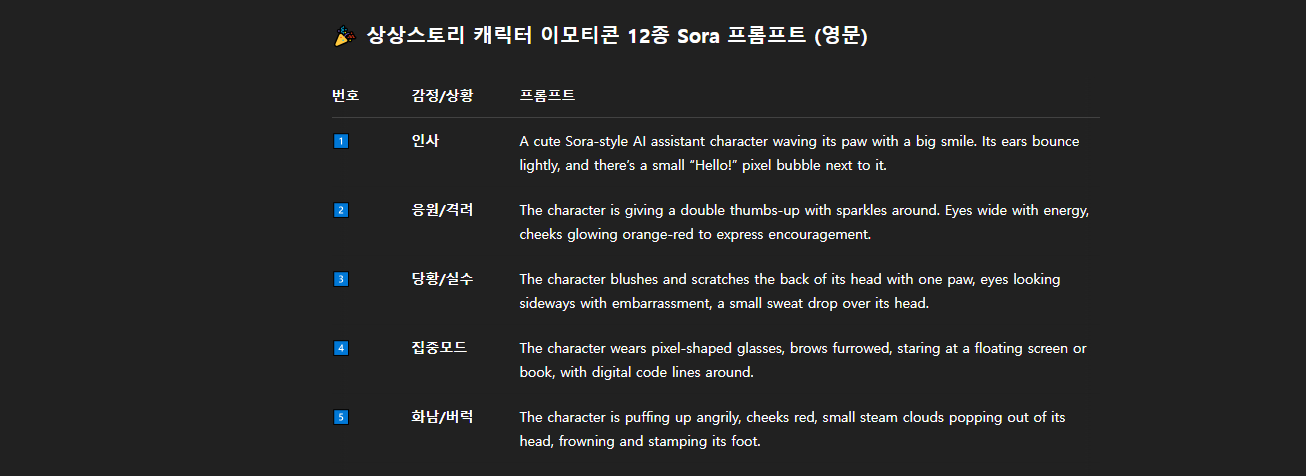 🎉 상상스토리 캐릭터 이모티콘 12종 Sora 프롬프트 (영문)
번호 감정/상황 프롬프트
1 인사 A cute Sora-style AI assistant character waving its paw with a big smile. Its ears bounce
lightly, and there's a small “Hello!” pixel bubble next to it.
2 응원/격려 The character is giving a double thumbs-up with sparkles around. Eyes wide with energy,
cheeks glowing orange-red to express encouragement.
3 당황/실수 The character blushes and scratches the back of its head with one paw, eyes looking
sideways with embarrassment, a small sweat drop over its head.
4 집중모드 The character wears pixel-shaped glasses, brows furrowed, staring at a floating screen or
book, with digital code lines around.
5 화남/버럭 The character is puffing up angrily, cheeks red, small steam clouds popping out of its
head, frowning and stamping its foot.